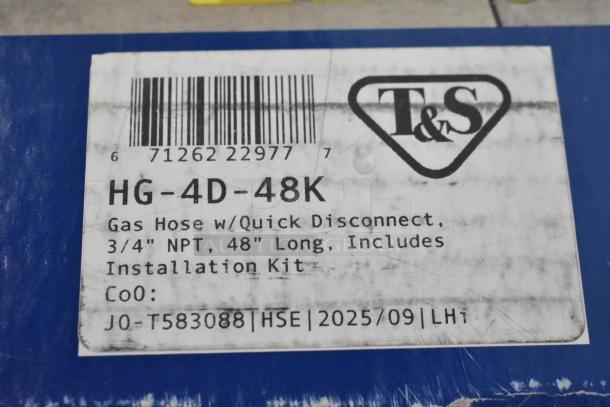 T&S
6 71262 22977 7
HG-4D-48K
Gas Hose w/Quick Disconnect,
3/4" NPT, 48" Long, Includes
Installation Kit
CoO:
JO-T583088|HSE|2025/09|LHi